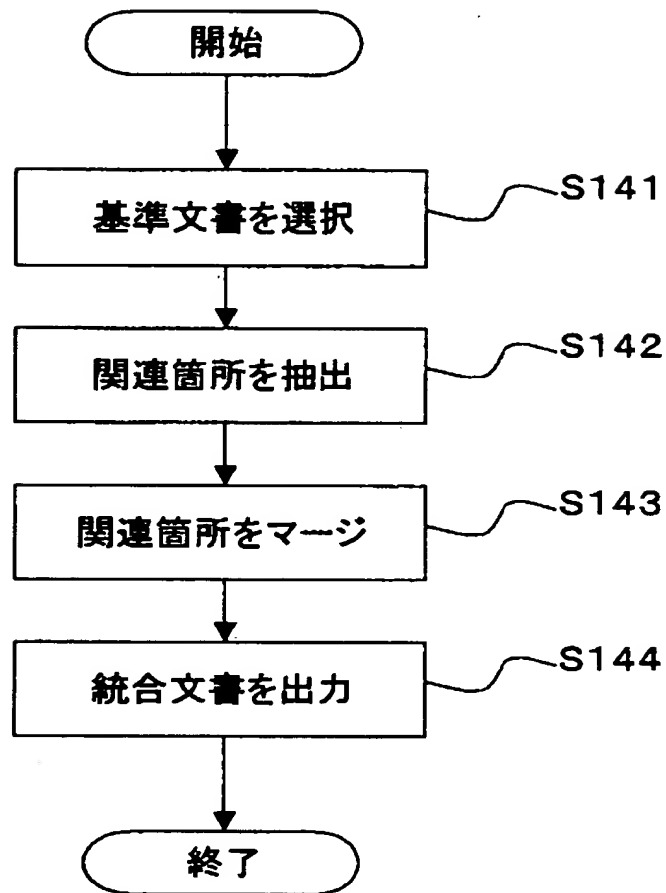 開始
基準文書を選択
S141
関連箇所を抽出
S142
関連箇所をマージ
S143
統合文書を出力
S144
終了